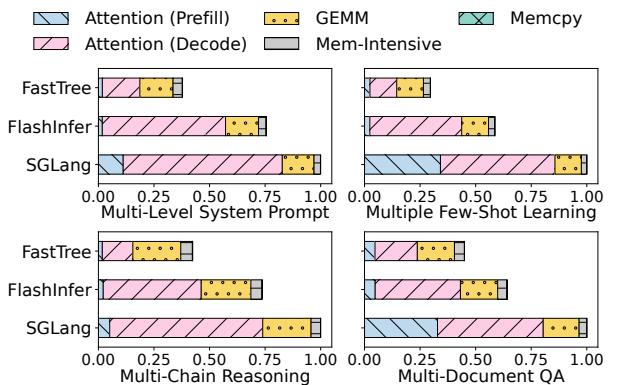 Attention (Prefill) GEMM Memcpy
Attention (Decode) Mem-Intensive
FastTree
FlashInfer
SGLang
0.00 0.25 0.50 0.75 1.00 0.00 0.25 0.50 0.75 1.00
Multi-Level System Prompt Multiple Few-Shot Learning
FastTree
FlashInfer
SGLang
0.00 0.25 0.50 0.75 1.00 0.00 0.25 0.50 0.75 1.00
Multi-Chain Reasoning Multi-Document QA